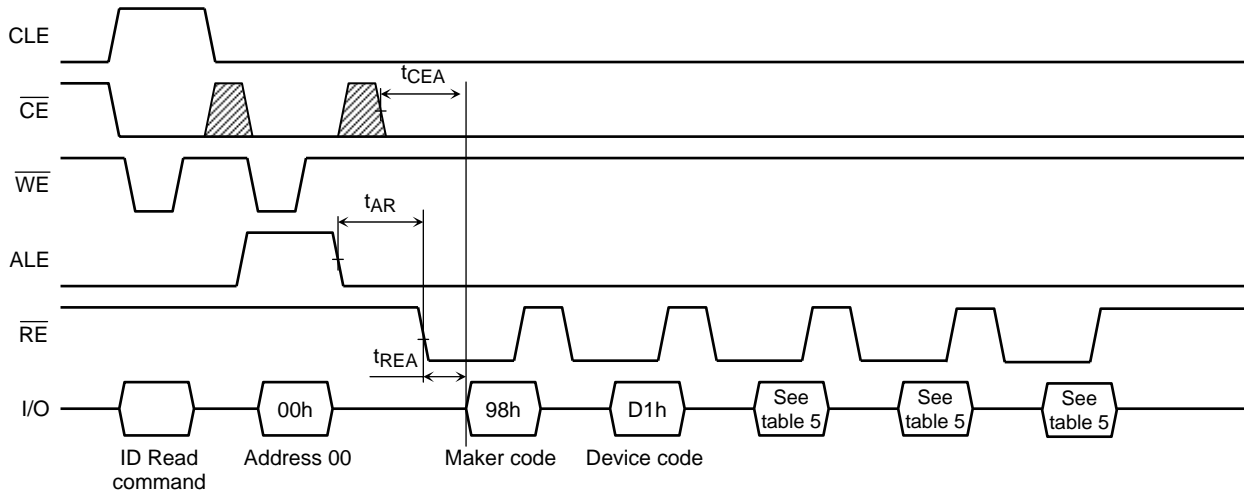 CLE
tCEA
CE
WE
tAR
ALE
RE
tREA
I/O
00h
98h
D1h
See
table 5
See
table 5
See
table 5
ID Read
command
Address 00
Maker code
Device code